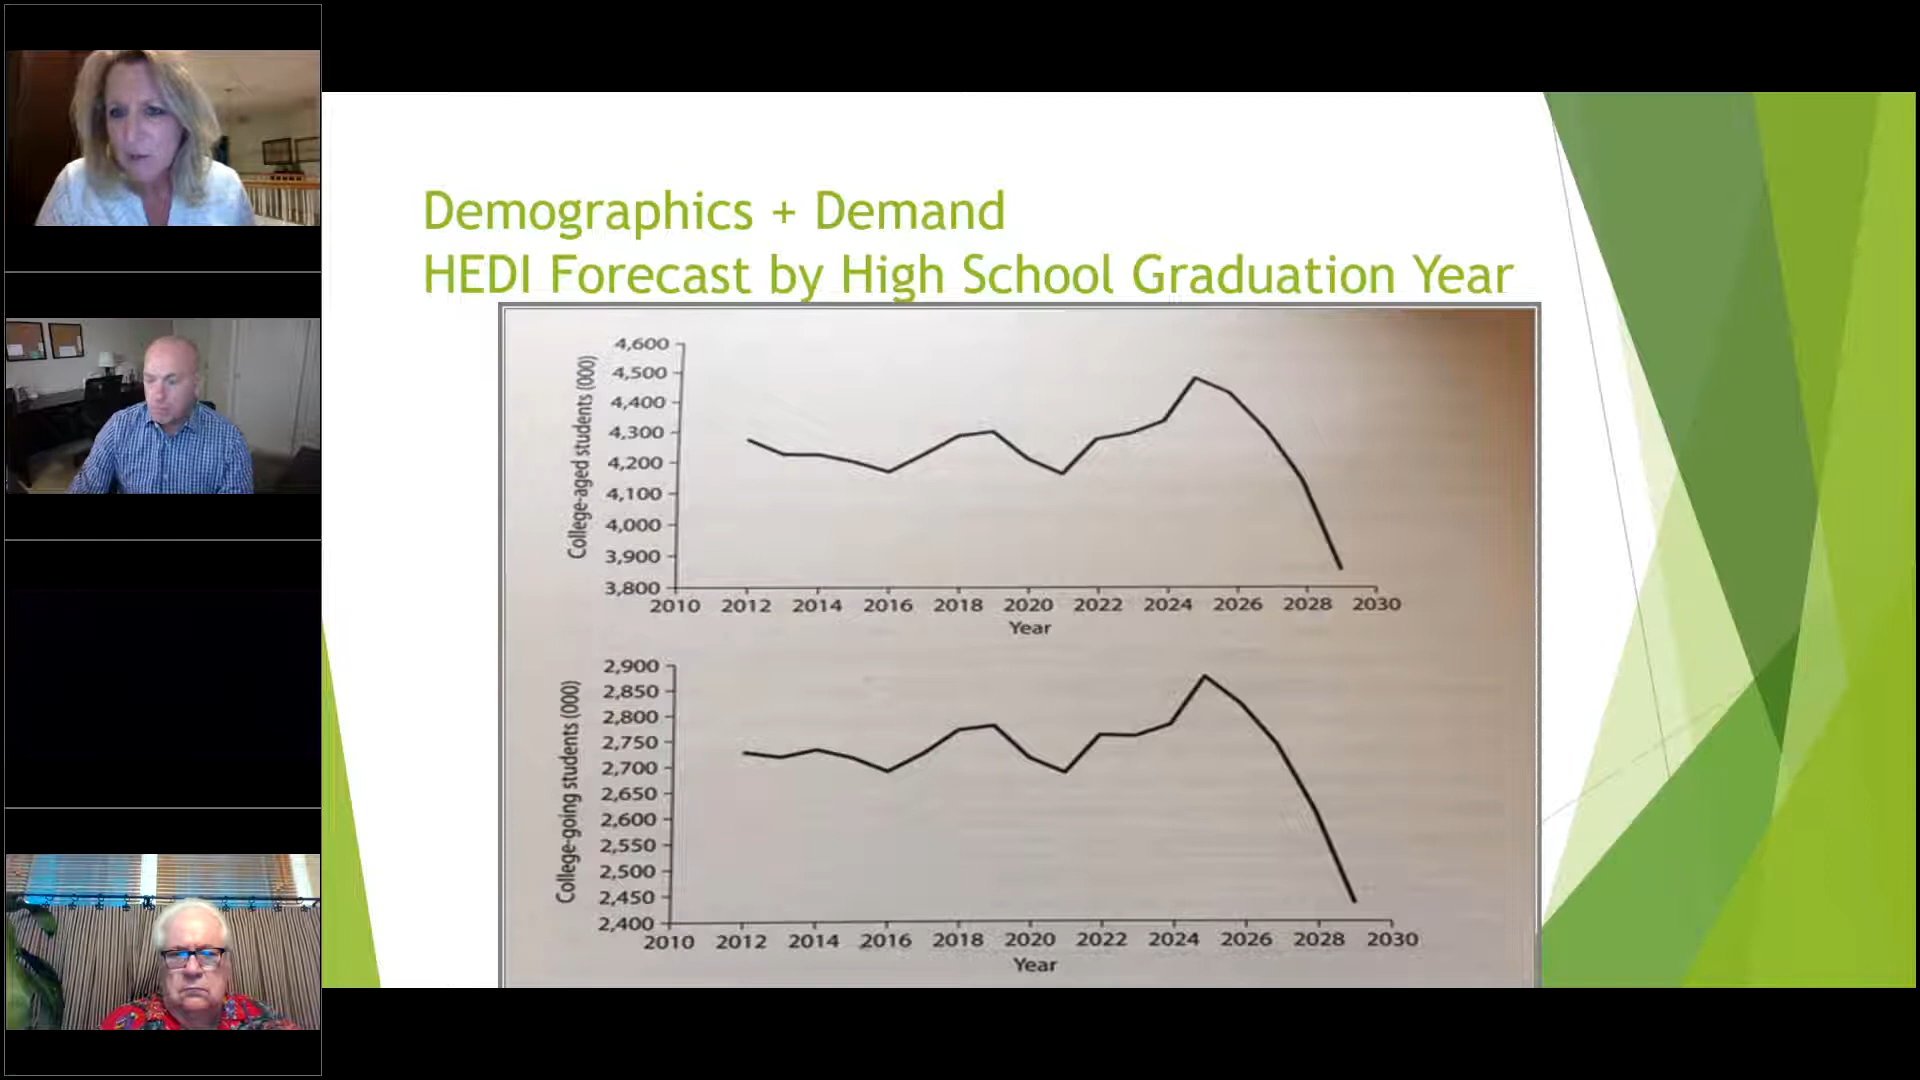 Demographics + Demand
HEDI Forecast by High School Graduation Year
College-aged students (000)
4,600
4,500
4,400
4,300
4,200
4,100
4,000
3,900
3,800
2010 2012 2014 2016 2018 2020 2022 2024 2026 2028 2030
Year
College-going students (000)
2,900
2,850
2,800
2,750
2,700
2,650
2,600
2,550
2,500
2,450
2,400
2010 2012 2014 2016 2018 2020 2022 2024 2026 2028 2030
Year